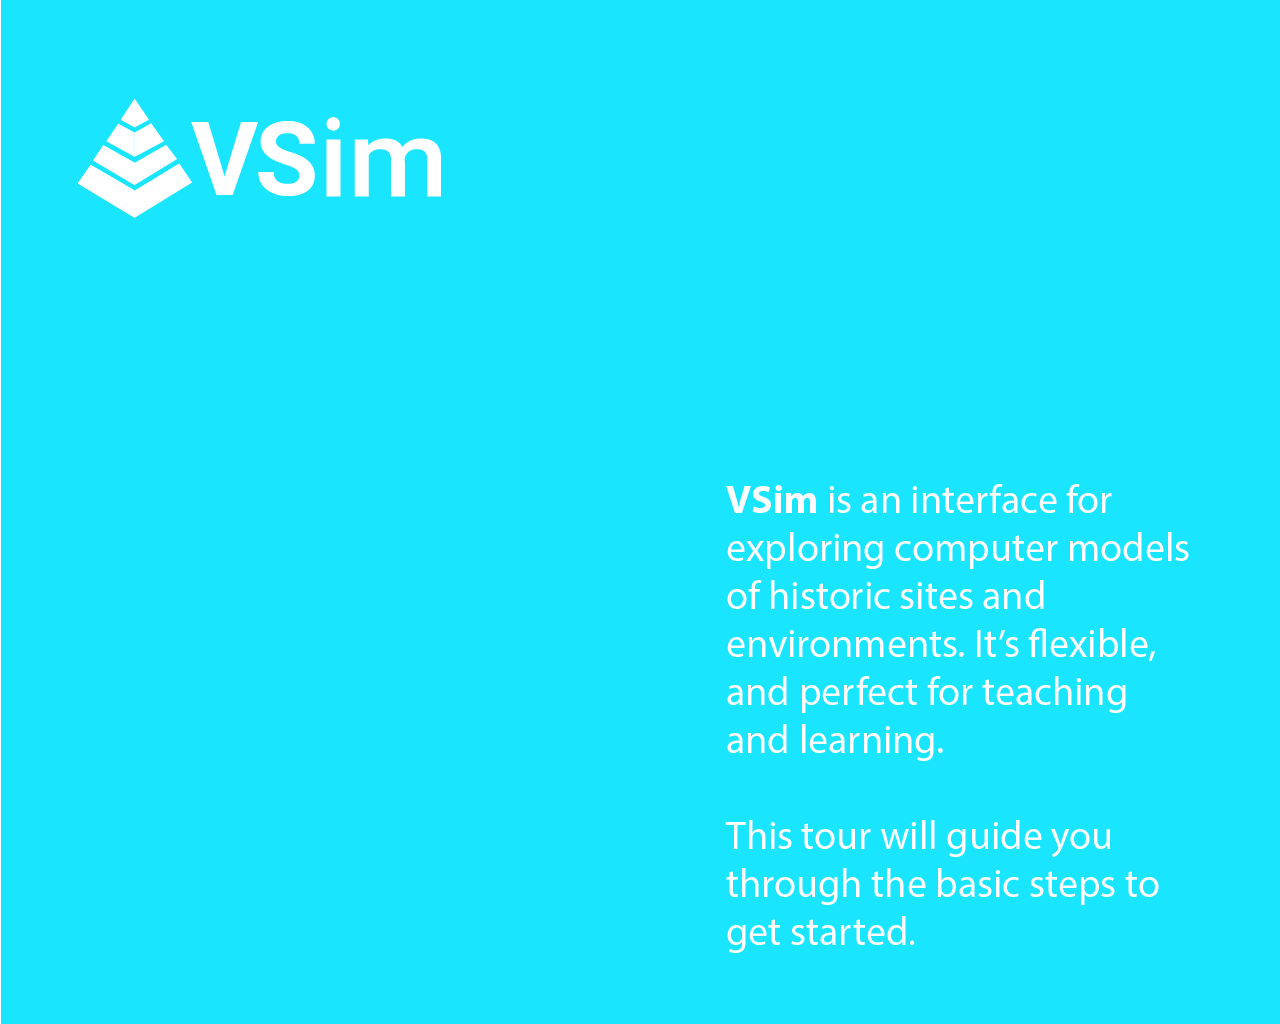 VSim
VSim is an interface for
exploring computer models
of historic sites and
environments. It’s flexible,
and perfect for teaching
and learning.
This tour will guide you
through the basic steps to
get started.